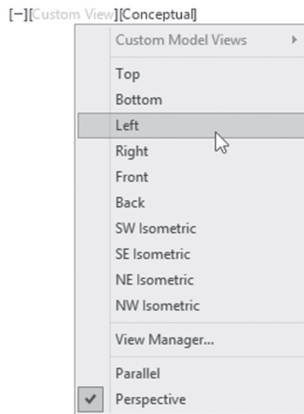 [−][Custom View][Conceptual]
Custom Model Views
Top
Bottom
Left
Right
Front
Back
SW Isometric
SE Isometric
NE Isometric
NW Isometric
View Manager...
Parallel
Perspective